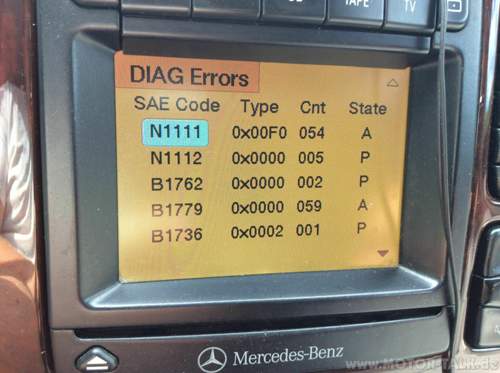 TAPE
TV
DIAG Errors
SAE Code Type Cnt State
N1111 0x00F0 054 A
N1112 0x0000 005 P
B1762 0x0000 002 P
B1779 0x0000 059 A
B1736 0x0002 001 P
Mercedes-Benz
www.MOTOR-TALK.de